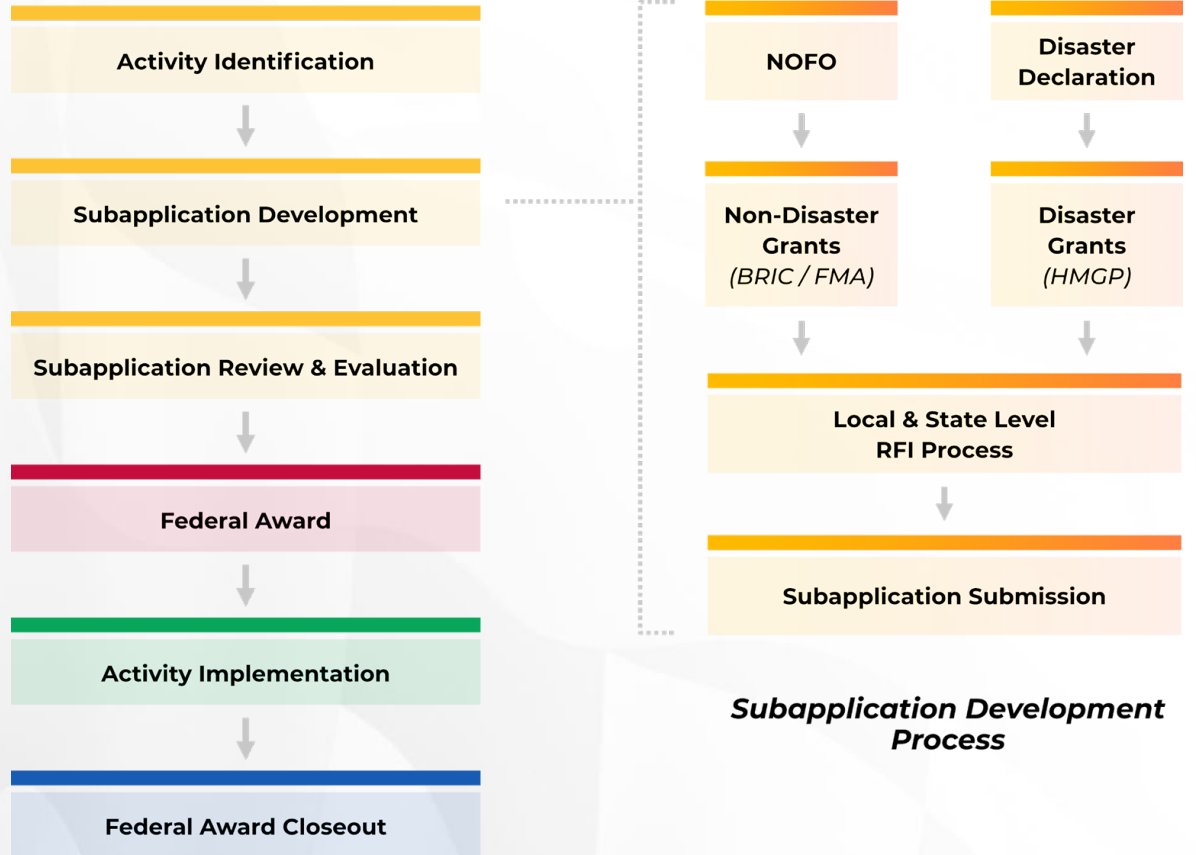 Activity Identification
Subapplication Development
Subapplication Review & Evaluation
Federal Award
Activity Implementation
Federal Award Closeout
NOFO
Non-Disaster
Grants
(BRIC / FMA)
Disaster
Declaration
Disaster
Grants
(HMGP)
Local & State Level
RFI Process
Subapplication Submission
Subapplication Development
Process